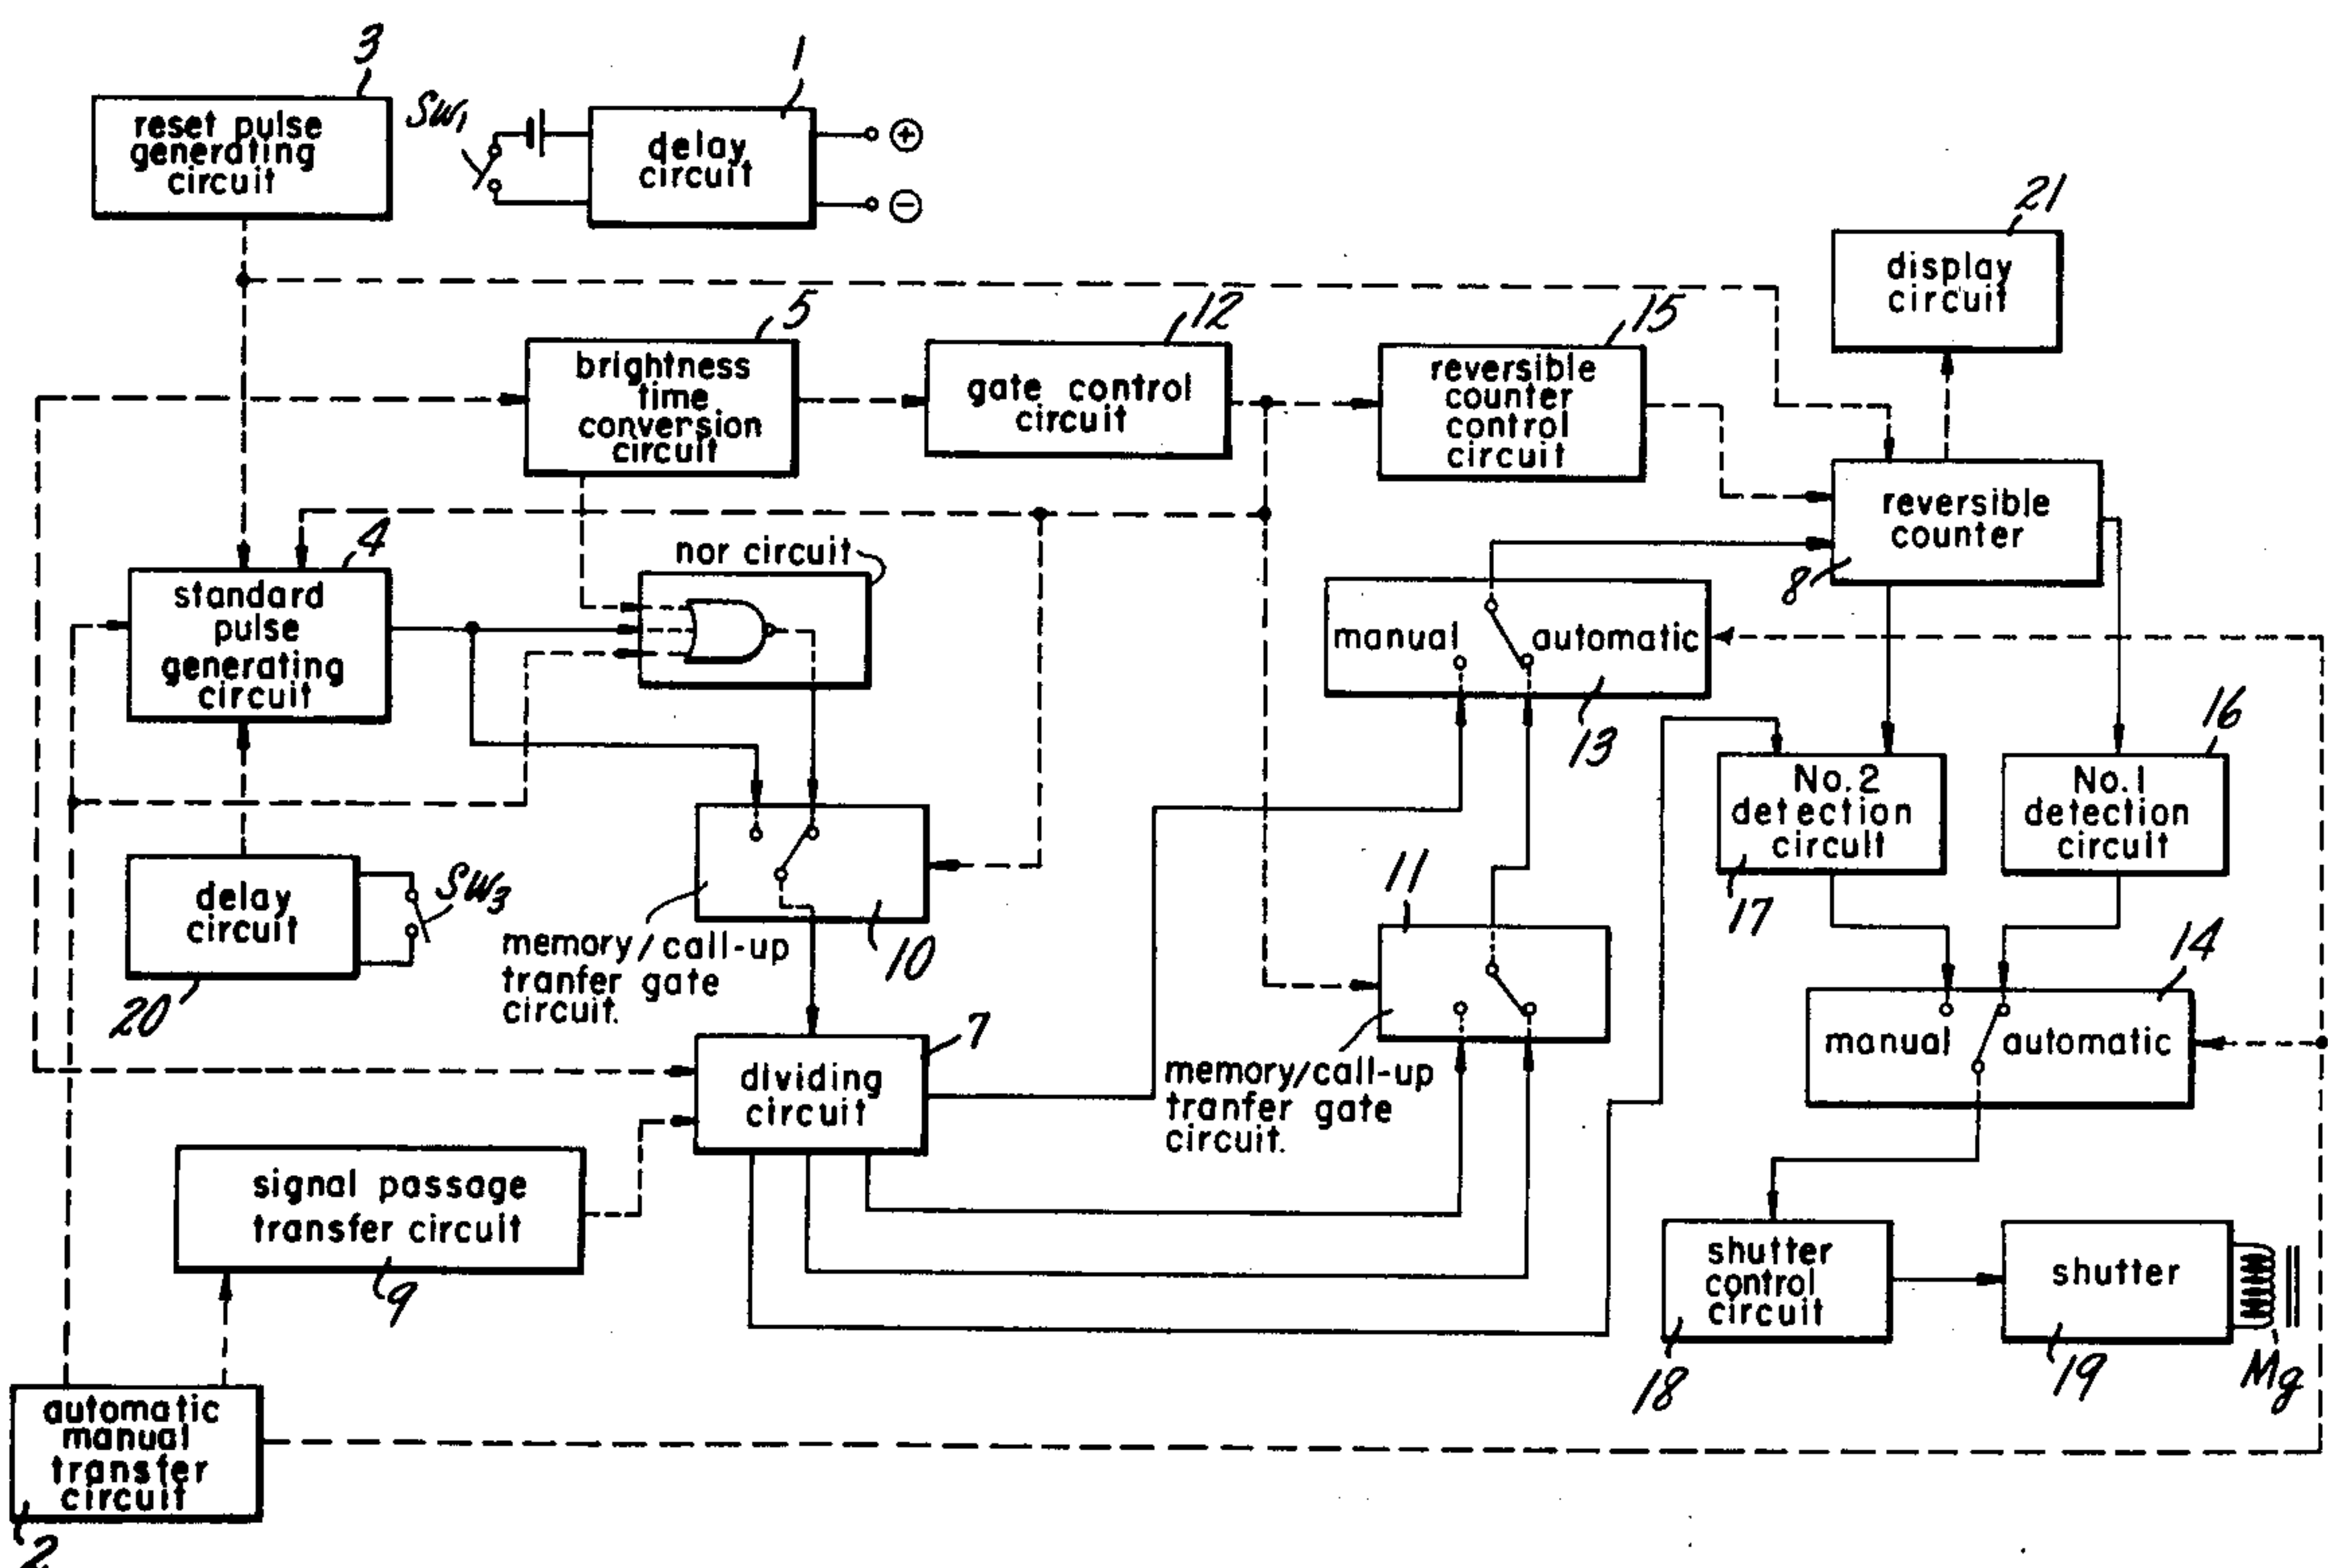 3
reset pulse
generating
circuit
SW1
1
delay
circuit
+
−
21
display
circuit
5
brightness
time
conversion
circuit
12
gate control
circuit
15
reversible
counter
control
circuit
reversible
counter
8
4
standard
pulse
generating
circuit
nor circuit
manual
automatic
13
16
No.2
detection
circuit
17
No.1
detection
circuit
delay
circuit
SW3
20
memory/call-up
tranfer gate
circuit.
10
11
memory/call-up
tranfer gate
circuit.
14
manual
automatic
7
dividing
circuit
signal passage
transfer circuit
9
shutter
control
circuit
18
shutter
19
Mg
automatic
manual
transfer
circuit
2